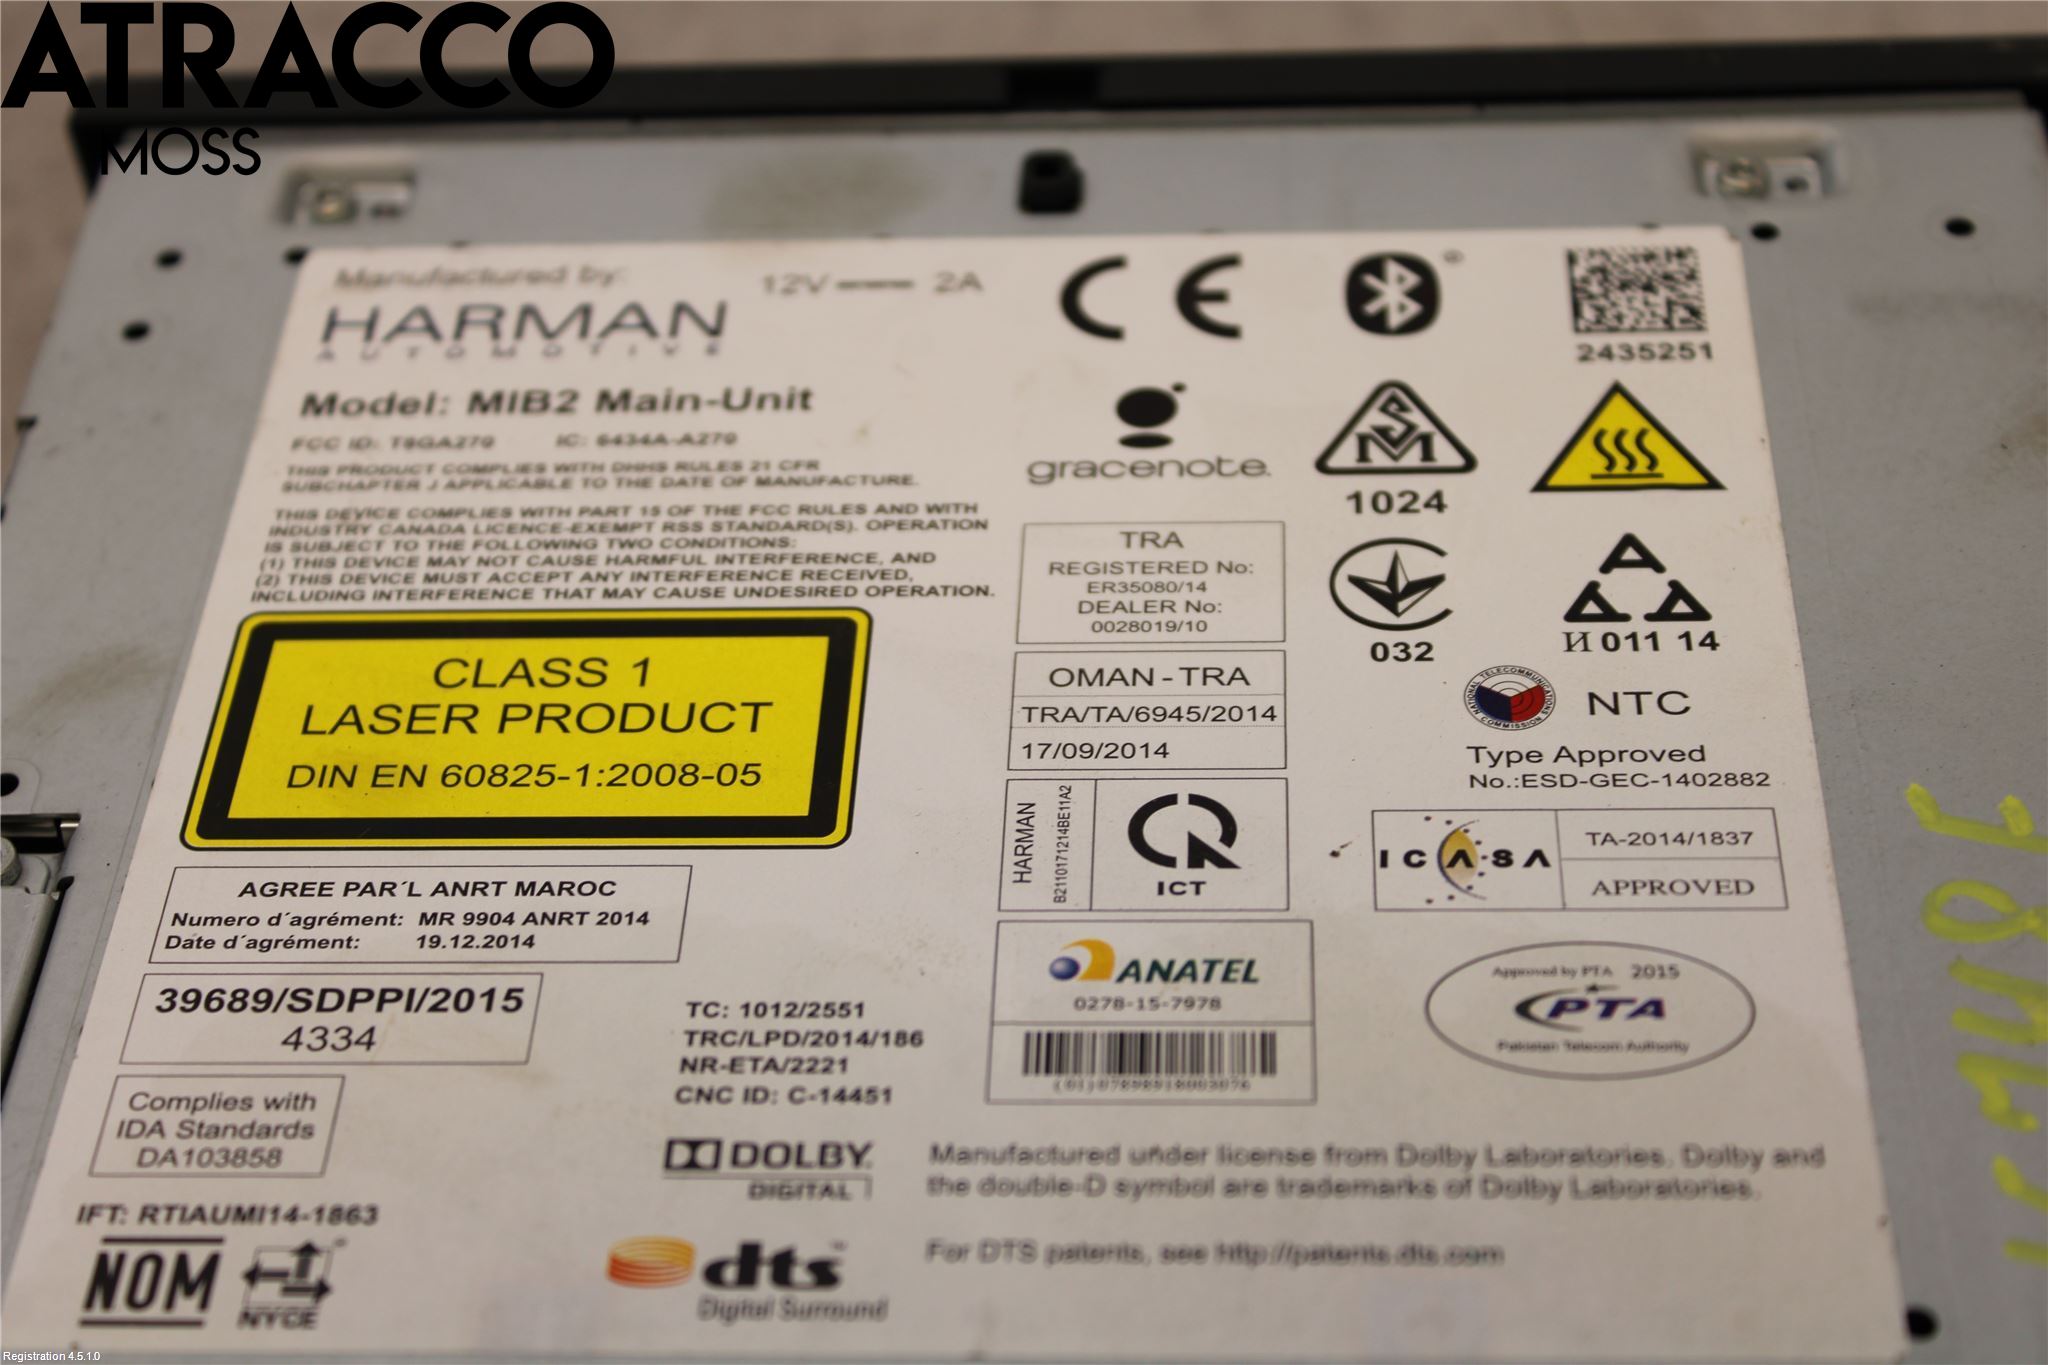 ATRACCO
MOSS
Manufactured by:
12V 2A
HARMAN
AUTOMOTIVE
Model: MIB2 Main-Unit
FCC ID: T8GA270 IC: 6434A-A270
THIS PRODUCT COMPLIES WITH DHHS RULES 21 CFR
SUBCHAPTER J APPLICABLE TO THE DATE OF MANUFACTURE.
THIS DEVICE COMPLIES WITH PART 15 OF THE FCC RULES AND WITH
INDUSTRY CANADA LICENCE-EXEMPT RSS STANDARD(S). OPERATION
IS SUBJECT TO THE FOLLOWING TWO CONDITIONS:
(1) THIS DEVICE MAY NOT CAUSE HARMFUL INTERFERENCE, AND
(2) THIS DEVICE MUST ACCEPT ANY INTERFERENCE RECEIVED,
INCLUDING INTERFERENCE THAT MAY CAUSE UNDESIRED OPERATION.
CE
2435251
gracenote.
SM
1024
CLASS 1
LASER PRODUCT
DIN EN 60825-1:2008-05
TRA
REGISTERED No:
ER35080/14
DEALER No:
0028019/10
032
И 011 14
OMAN - TRA
TRA/TA/6945/2014
17/09/2014
NATIONAL TELECOMMUNICATIONS COMMISSION
NTC
Type Approved
No.:ESD-GEC-1402882
HARMAN
B2110171214BE11A2
ICT
ICASA
TA-2014/1837
APPROVED
AGREE PAR´L ANRT MAROC
Numero d´agrément: MR 9904 ANRT 2014
Date d´agrément: 19.12.2014
39689/SDPPI/2015
4334
TC: 1012/2551
TRC/LPD/2014/186
NR-ETA/2221
CNC ID: C-14451
ANATEL
0278-15-7978
Approved by PTA 2015
PTA
Pakistan Telecom Authority
Complies with
IDA Standards
DA103858
IFT: RTIAUMI14-1863
NOM
NYCE
DOLBY
DIGITAL
Manufactured under license from Dolby Laboratories. Dolby and
the double-D symbol are trademarks of Dolby Laboratories.
dts
Digital Surround
For DTS patents, see http://patents.dts.com
Registration 4.5.1.0